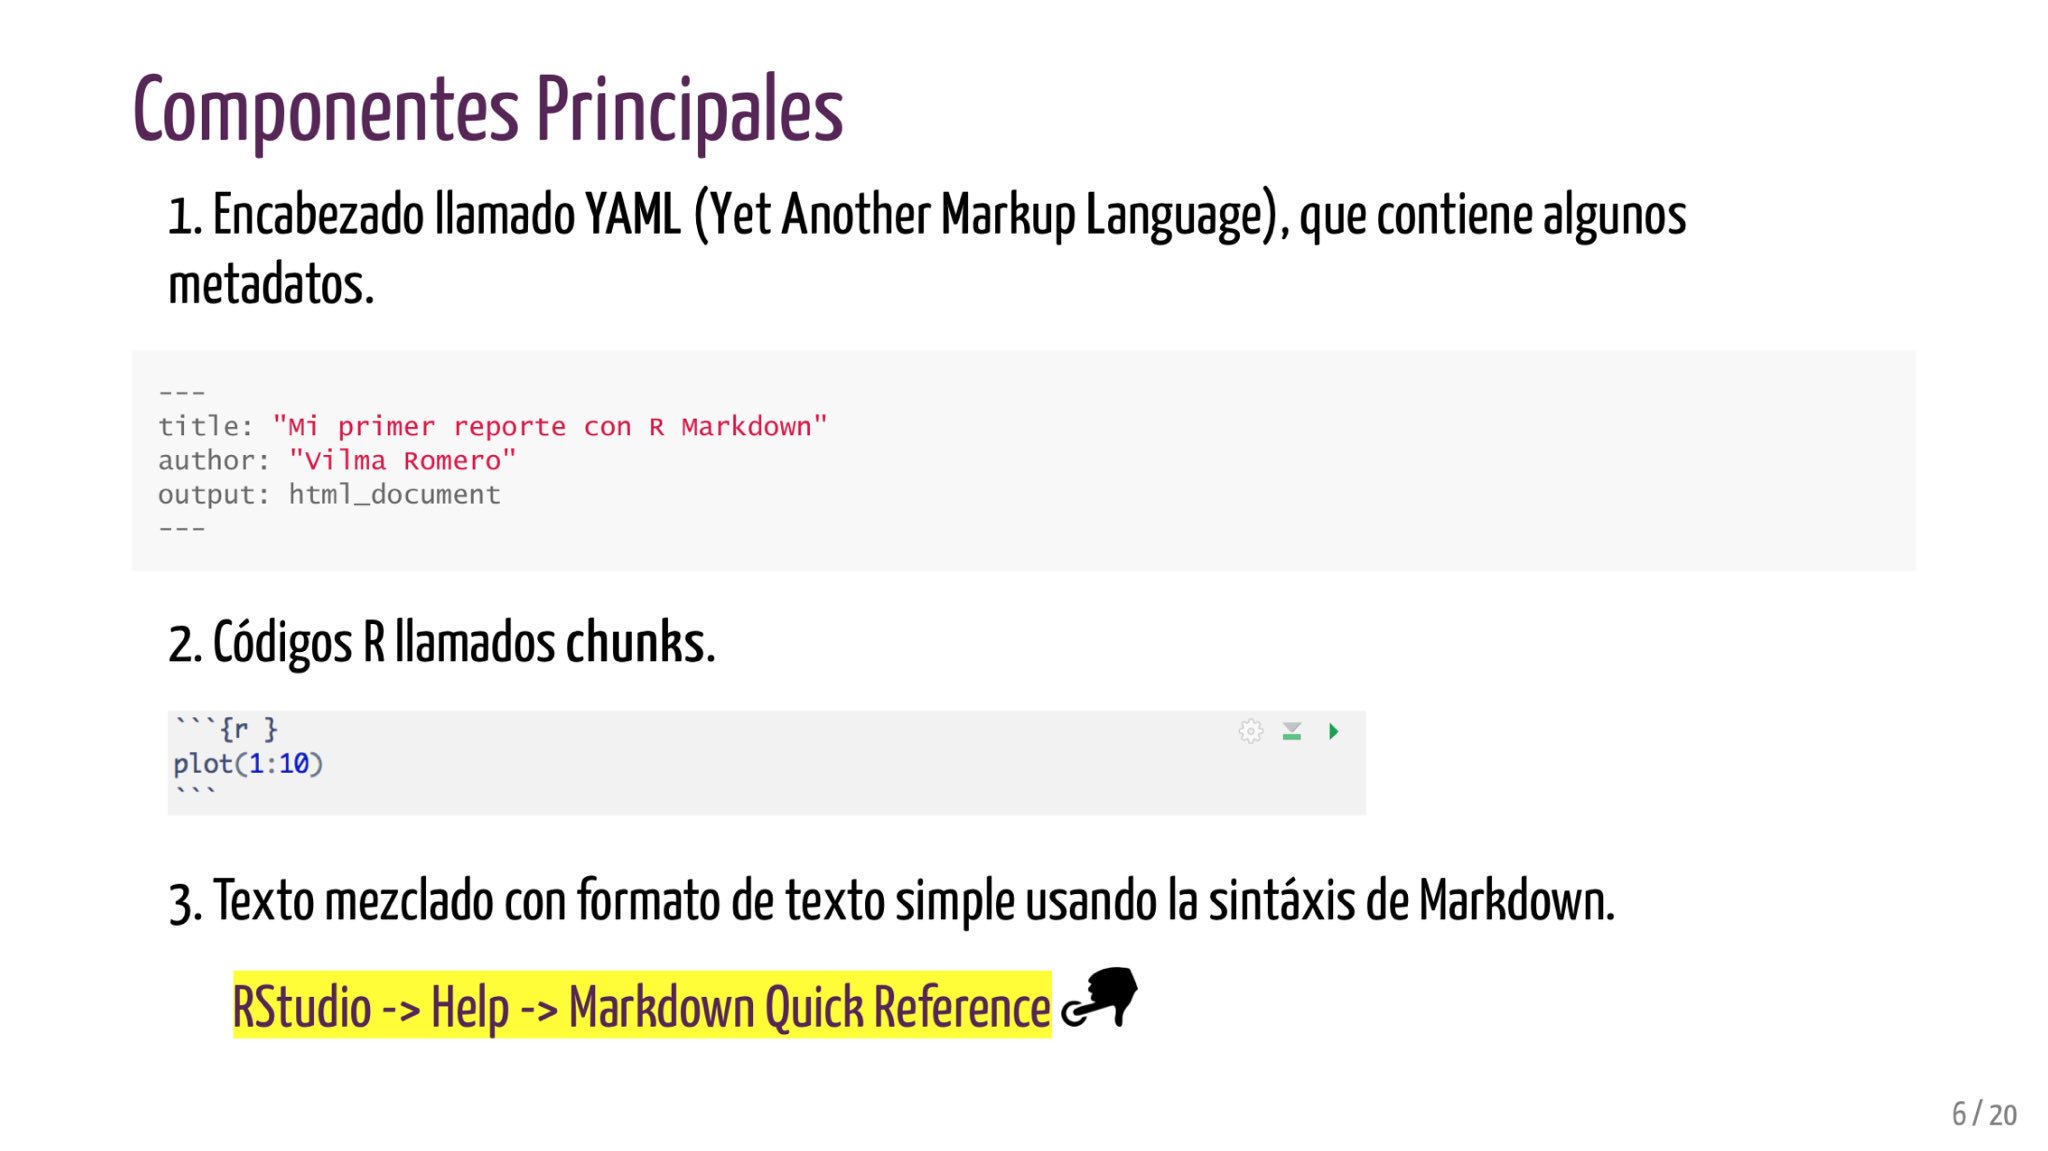 Componentes Principales
1. Encabezado llamado YAML (Yet Another Markup Language), que contiene algunos
metadatos.
---
title: "Mi primer reporte con R Markdown"
author: "Vilma Romero"
output: html_document
---
2. Códigos R llamados chunks.
```{r }
plot(1:10)
```
3. Texto mezclado con formato de texto simple usando la sintáxis de Markdown.
RStudio -> Help -> Markdown Quick Reference
6 / 20